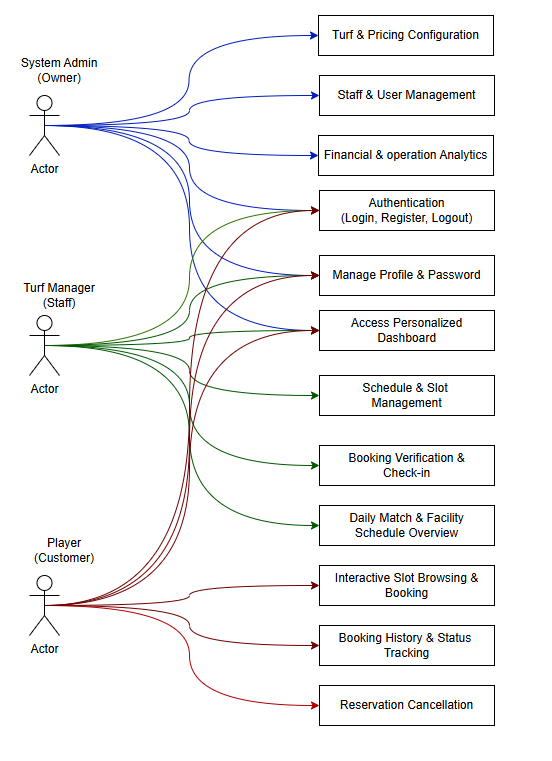 System Admin
(Owner)
Actor
Turf & Pricing Configuration
Staff & User Management
Financial & operation Analytics
Authentication
(Login, Register, Logout)
Manage Profile & Password
Turf Manager
(Staff)
Actor
Access Personalized
Dashboard
Schedule & Slot
Management
Booking Verification &
Check-in
Daily Match & Facility
Schedule Overview
Player
(Customer)
Actor
Interactive Slot Browsing &
Booking
Booking History & Status
Tracking
Reservation Cancellation